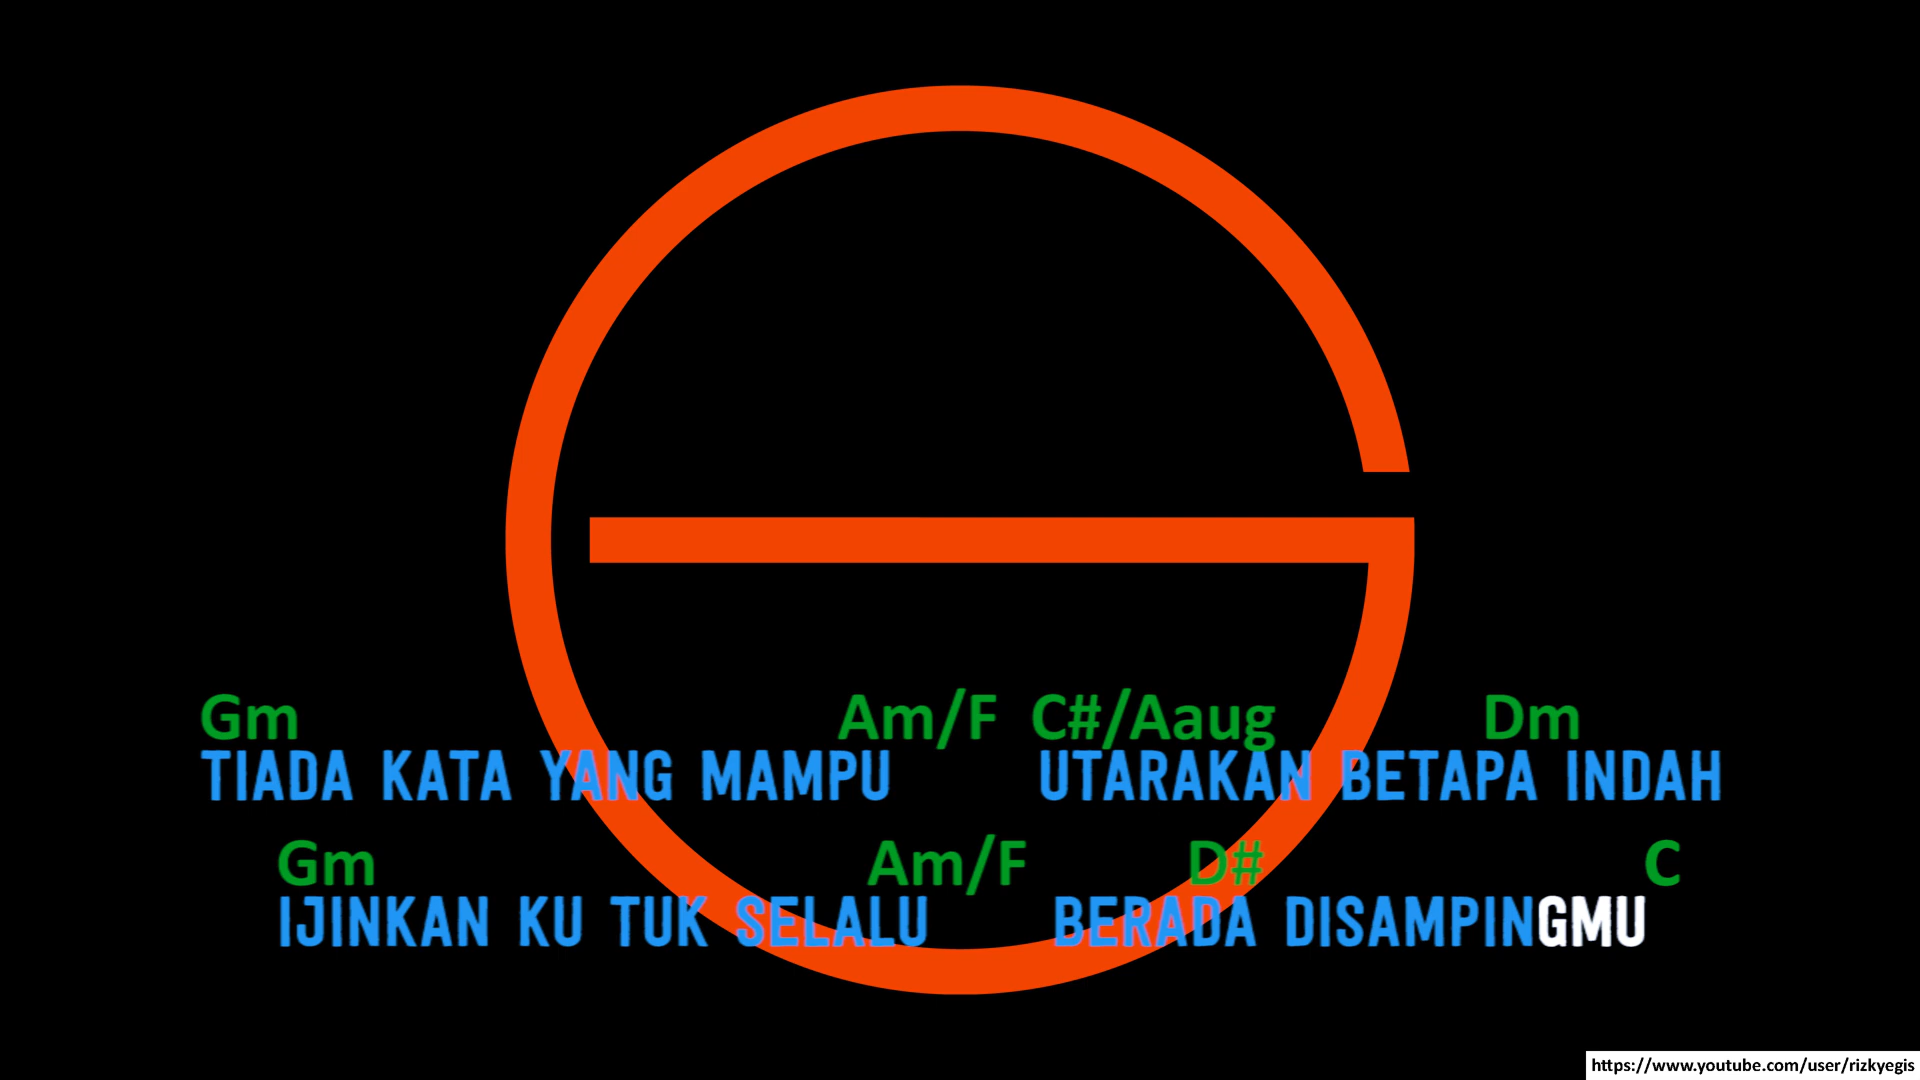 Gm Am/F C#/Aaug Dm
TIADA KATA YANG MAMPU UTARAKAN BETAPA INDAH
Gm Am/F D# C
IJINKAN KU TUK SELALU BERADA DISAMPINGMU
https://www.youtube.com/user/rizkyegis